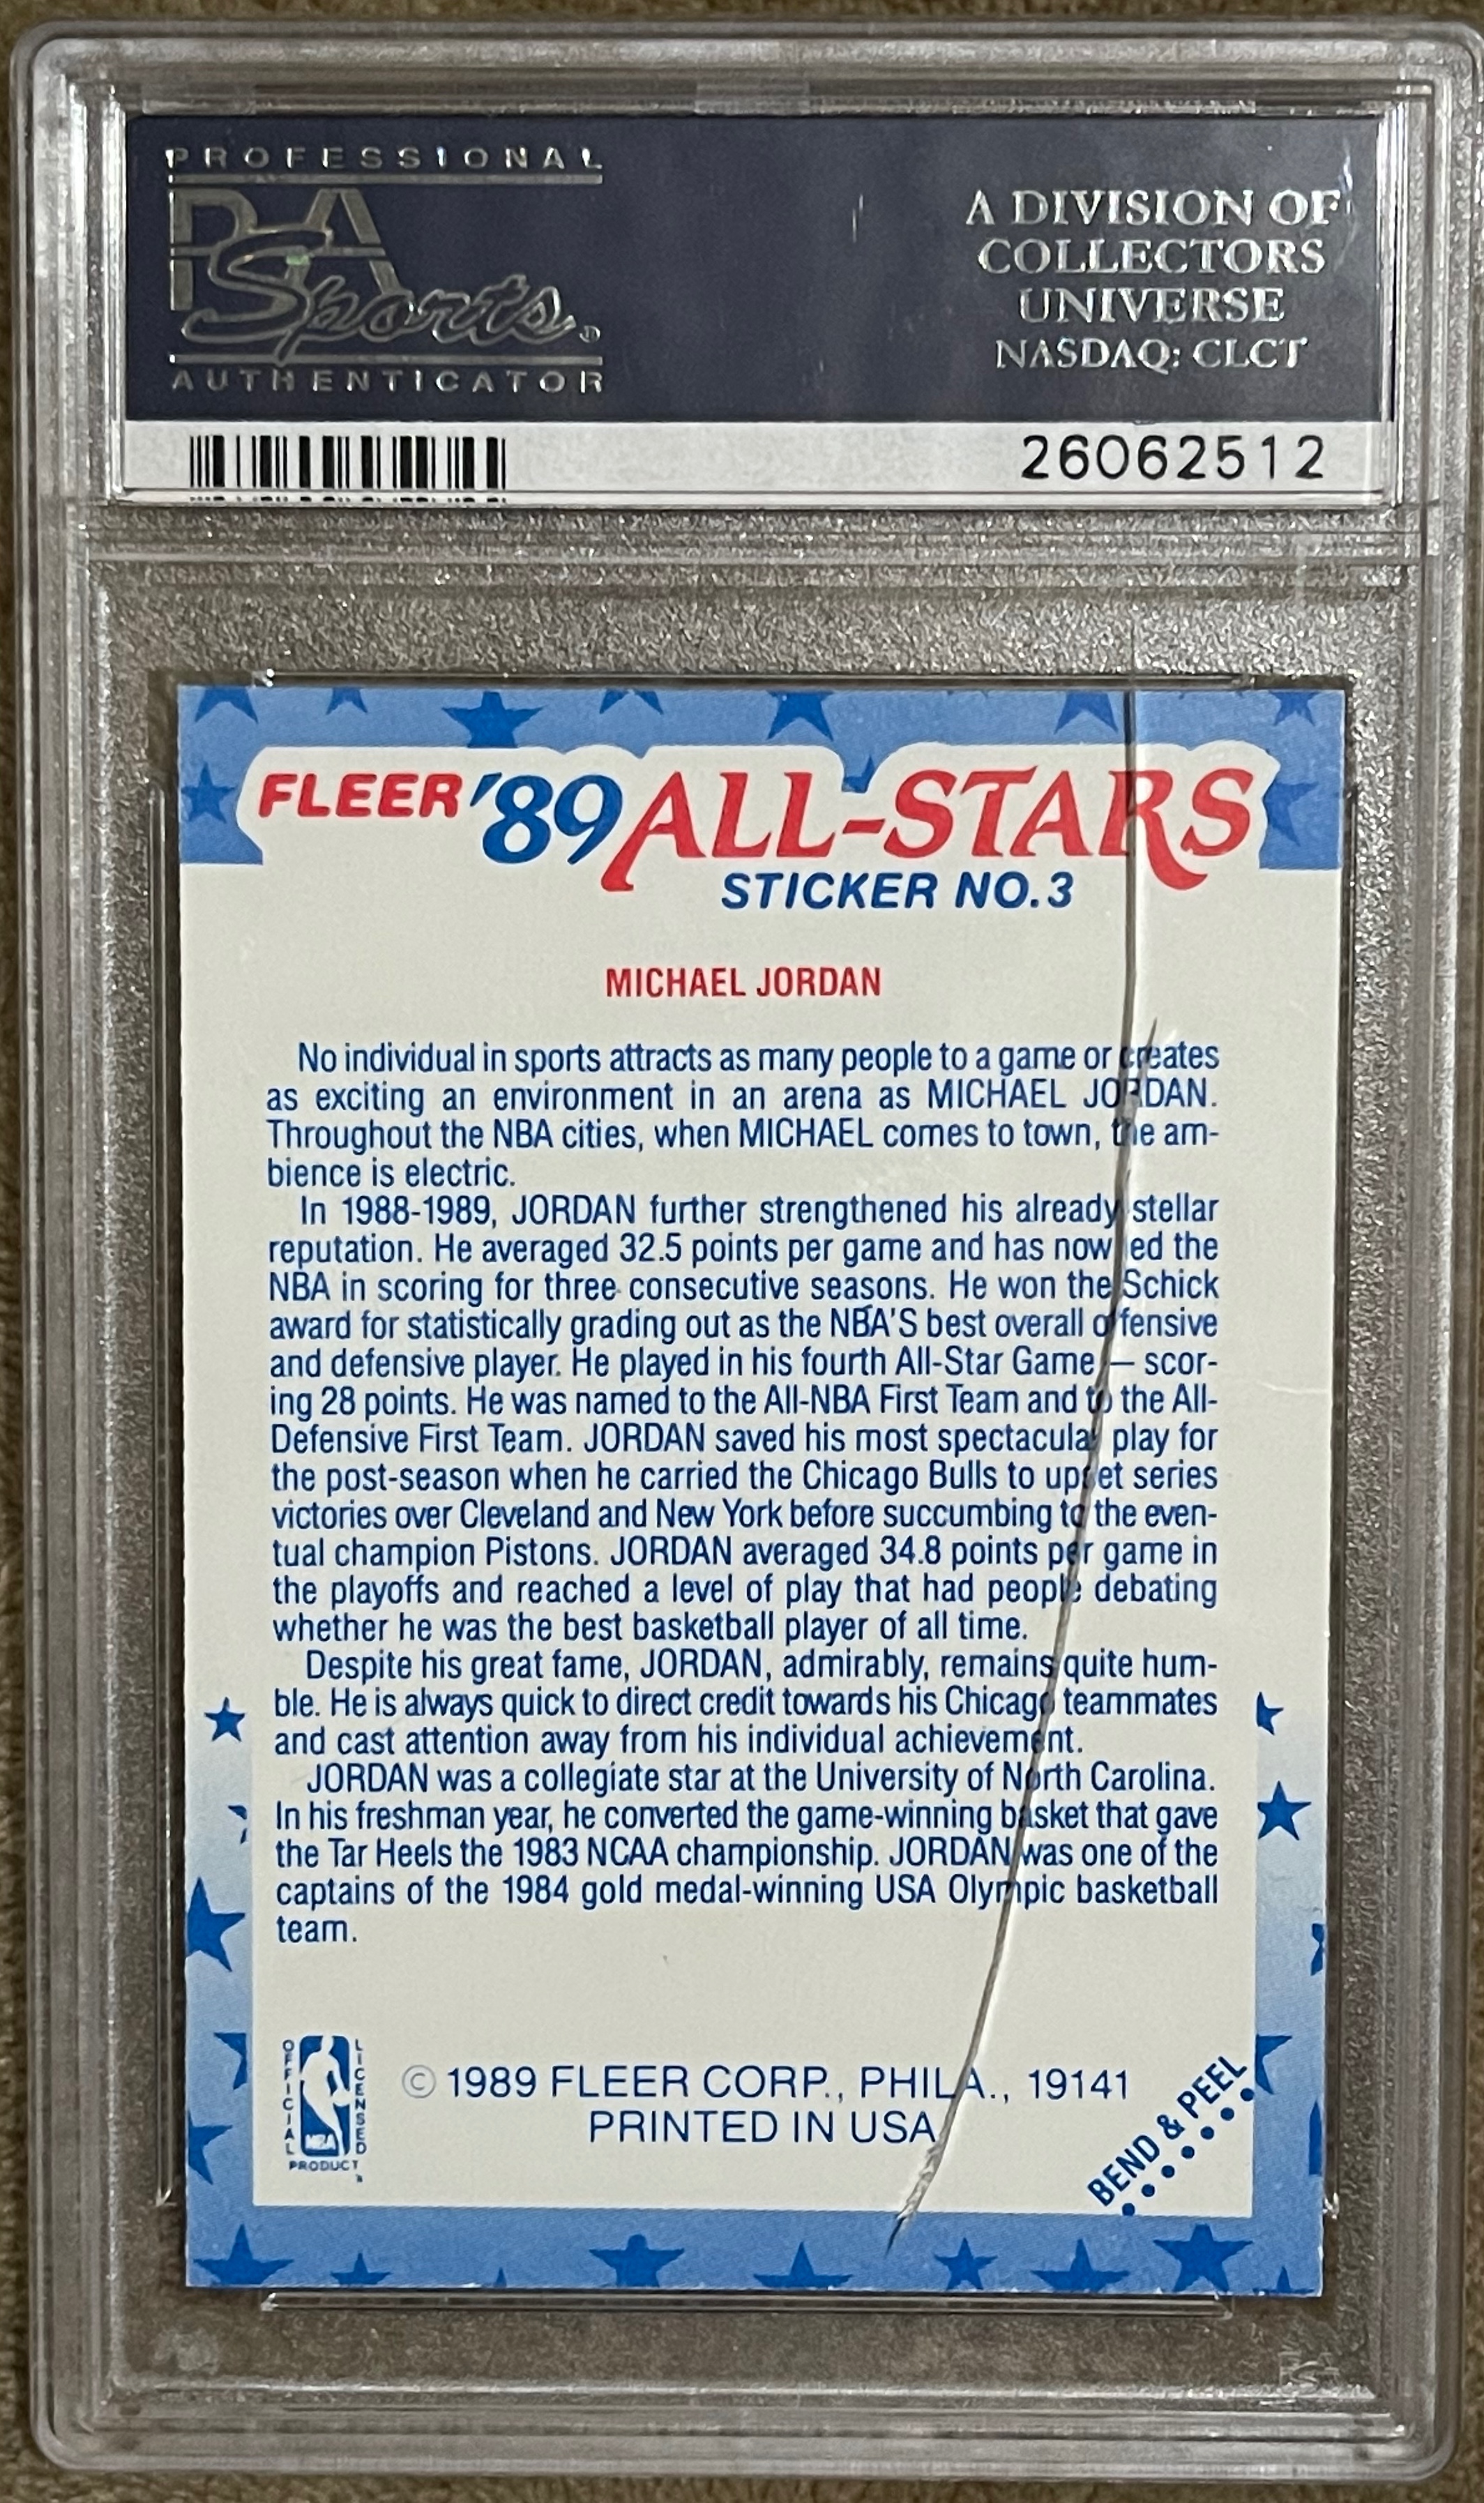 PROFESSIONAL
PSA
Sports®
AUTHENTICATOR
A DIVISION OF
COLLECTORS
UNIVERSE
NASDAQ: CLCT
26062512
FLEER '89 ALL-STARS
STICKER NO.3
MICHAEL JORDAN
No individual in sports attracts as many people to a game or creates
as exciting an environment in an arena as MICHAEL JORDAN.
Throughout the NBA cities, when MICHAEL comes to town, the am-
bience is electric.
In 1988-1989, JORDAN further strengthened his already stellar
reputation. He averaged 32.5 points per game and has now led the
NBA in scoring for three consecutive seasons. He won the Schick
award for statistically grading out as the NBA'S best overall offensive
and defensive player. He played in his fourth All-Star Game — scor-
ing 28 points. He was named to the All-NBA First Team and to the All-
Defensive First Team. JORDAN saved his most spectacular play for
the post-season when he carried the Chicago Bulls to upset series
victories over Cleveland and New York before succumbing to the even-
tual champion Pistons. JORDAN averaged 34.8 points per game in
the playoffs and reached a level of play that had people debating
whether he was the best basketball player of all time.
Despite his great fame, JORDAN, admirably, remains quite hum-
ble. He is always quick to direct credit towards his Chicago teammates
and cast attention away from his individual achievement.
JORDAN was a collegiate star at the University of North Carolina.
In his freshman year, he converted the game-winning basket that gave
the Tar Heels the 1983 NCAA championship. JORDAN was one of the
captains of the 1984 gold medal-winning USA Olympic basketball
team.
OFFICIAL
LICENSED
NBA
PRODUCT
© 1989 FLEER CORP., PHILA., 19141
PRINTED IN USA
BEND & PEEL
PSA